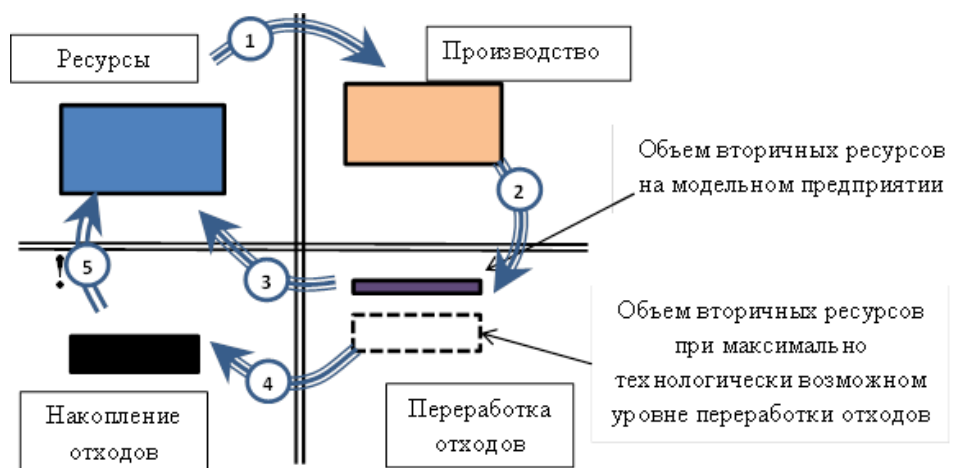 Ресурсы
1
Производство
2
Объем вторичных ресурсов
на модельном предприятии
!
5
3
4
Объем вторичных ресурсов
при максимально
технологически возможном
уровне переработки отходов
Накопление
отходов
Переработка
отходов